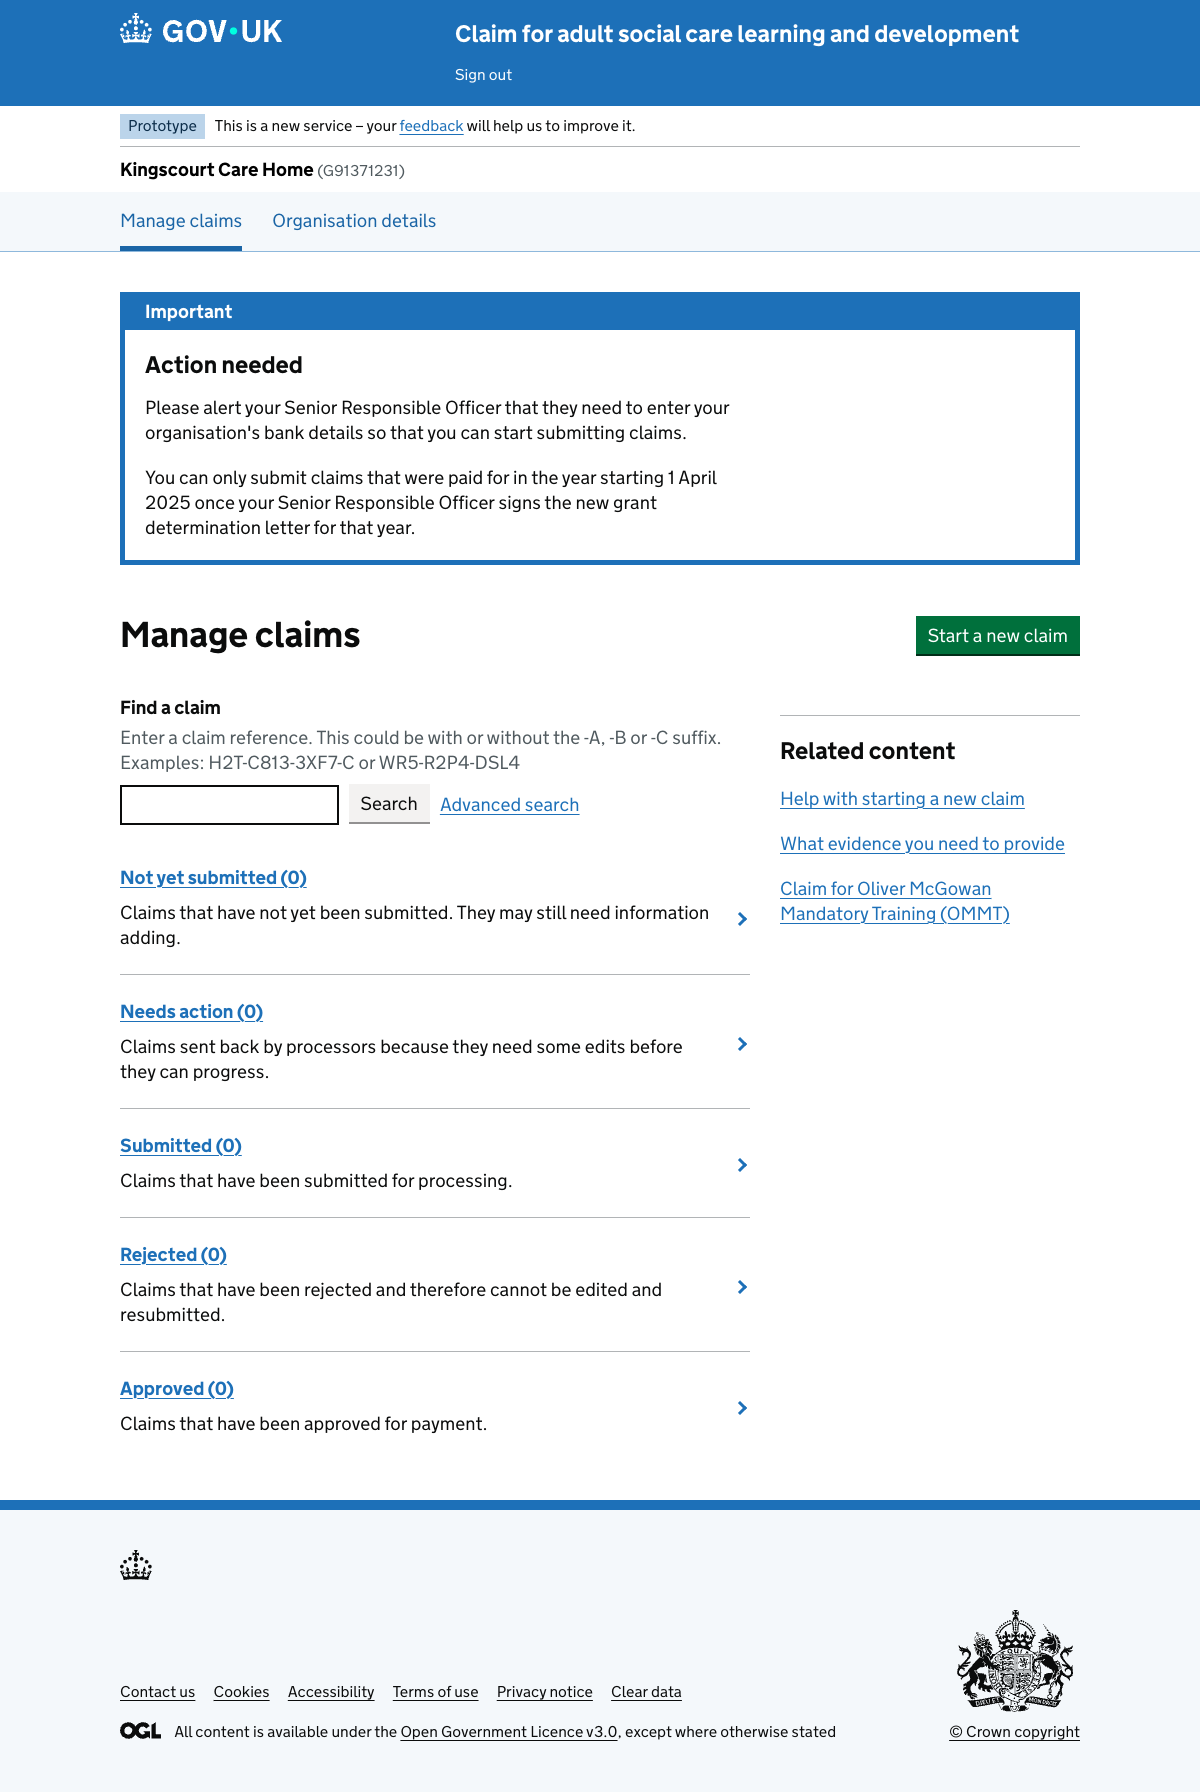 GOV·UK
Claim for adult social care learning and development
Sign out
Prototype This is a new service – your feedback will help us to improve it.
Kingscourt Care Home (G91371231)
Manage claims Organisation details
Important
Action needed
Please alert your Senior Responsible Officer that they need to enter your
organisation's bank details so that you can start submitting claims.
You can only submit claims that were paid for in the year starting 1 April
2025 once your Senior Responsible Officer signs the new grant
determination letter for that year.
Manage claims
Start a new claim
Find a claim
Enter a claim reference. This could be with or without the -A, -B or -C suffix.
Examples: H2T-C813-3XF7-C or WR5-R2P4-DSL4
Search Advanced search
Not yet submitted (0)
Claims that have not yet been submitted. They may still need information
adding.
Needs action (0)
Claims sent back by processors because they need some edits before
they can progress.
Submitted (0)
Claims that have been submitted for processing.
Rejected (0)
Claims that have been rejected and therefore cannot be edited and
resubmitted.
Approved (0)
Claims that have been approved for payment.
Related content
Help with starting a new claim
What evidence you need to provide
Claim for Oliver McGowan
Mandatory Training (OMMT)
Contact us Cookies Accessibility Terms of use Privacy notice Clear data
OGL All content is available under the Open Government Licence v3.0, except where otherwise stated
© Crown copyright